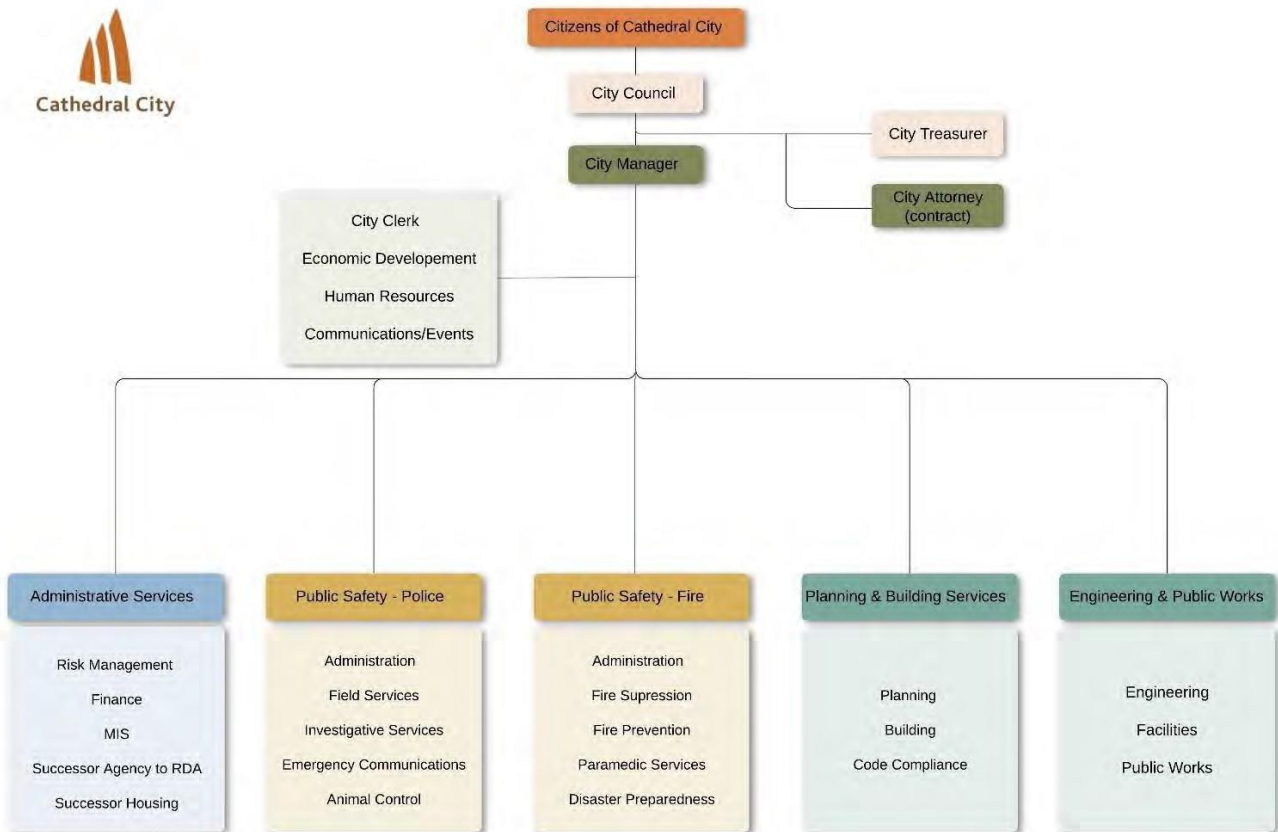 Cathedral City
Citizens of Cathedral City
City Council
City Treasurer
City Manager
City Attorney
(contract)
City Clerk
Economic Developement
Human Resources
Communications/Events
Administrative Services
Risk Management
Finance
MIS
Successor Agency to RDA
Successor Housing
Public Safety - Police
Administration
Field Services
Investigative Services
Emergency Communications
Animal Control
Public Safety - Fire
Administration
Fire Supression
Fire Prevention
Paramedic Services
Disaster Preparedness
Planning & Building Services
Planning
Building
Code Compliance
Engineering & Public Works
Engineering
Facilities
Public Works